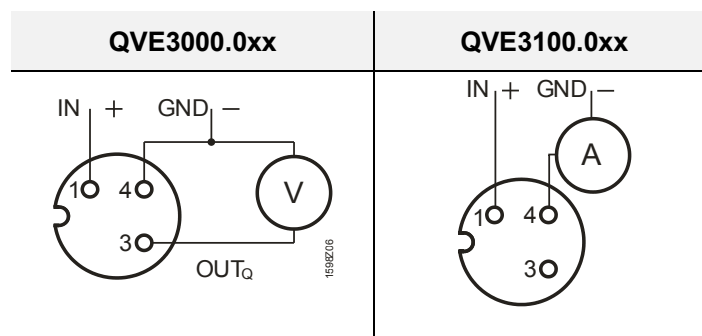 QVE3000.0xx QVE3100.0xx
IN + GND −
1 4
3
V
OUTQ
1598Z06
IN + GND −
A
1 4
3